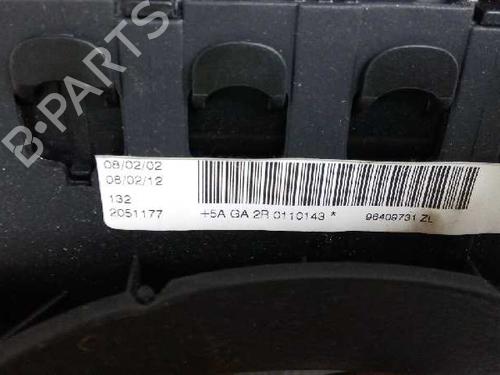 B-PARTS
08/02/02
08/02/12
132
2051177
+5A GA 2R 0110143 *
96409731 ZL